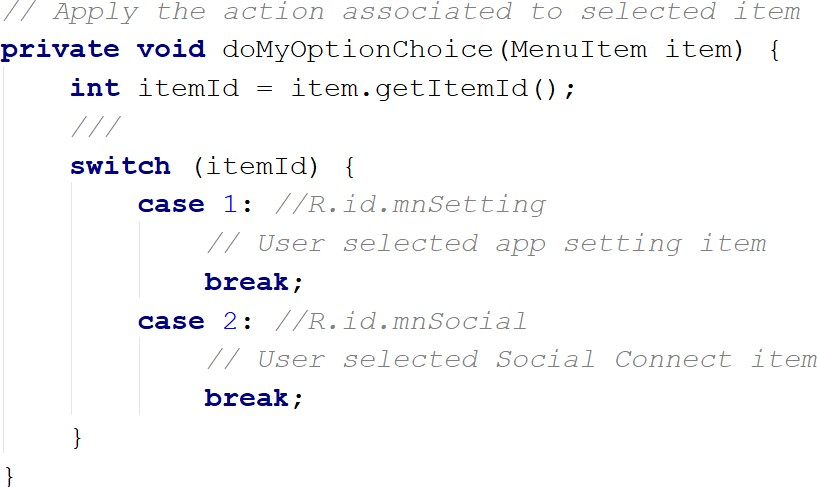 // Apply the action associated to selected item
private void doMyOptionChoice(MenuItem item) {
    int itemId = item.getItemId();
    ///
    switch (itemId) {
        case 1: //R.id.mnSetting
            // User selected app setting item
            break;
        case 2: //R.id.mnSocial
            // User selected Social Connect item
            break;
    }
}